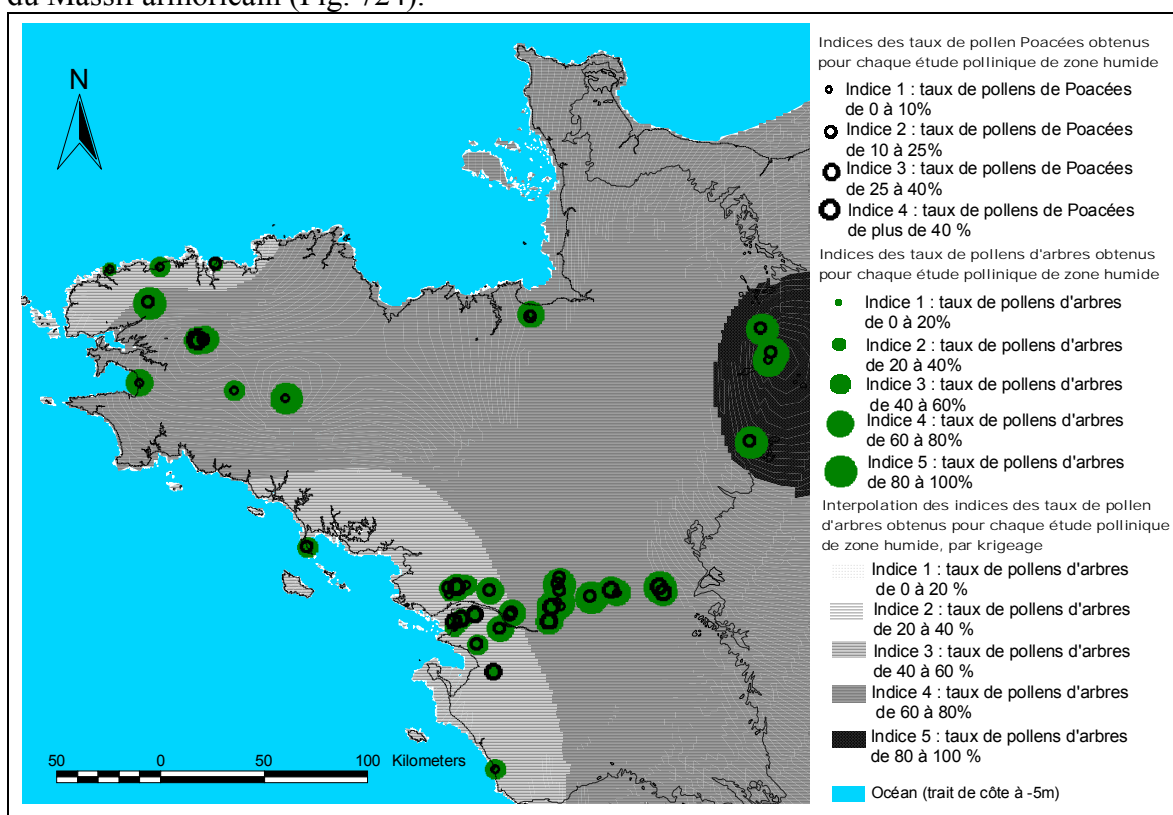 du Massif armoricain (Fig. 724).
N
50 0 50 100 Kilometers
Indices des taux de pollen Poacées obtenus
pour chaque étude pollinique de zone humide
Indice 1 : taux de pollens de Poacées
de 0 à 10%
Indice 2 : taux de pollens de Poacées
de 10 à 25%
Indice 3 : taux de pollens de Poacées
de 25 à 40%
Indice 4 : taux de pollens de Poacées
de plus de 40 %
Indices des taux de pollens d'arbres obtenus
pour chaque étude pollinique de zone humide
Indice 1 : taux de pollens d'arbres
de 0 à 20%
Indice 2 : taux de pollens d'arbres
de 20 à 40%
Indice 3 : taux de pollens d'arbres
de 40 à 60%
Indice 4 : taux de pollens d'arbres
de 60 à 80%
Indice 5 : taux de pollens d'arbres
de 80 à 100%
Interpolation des indices des taux de pollen
d'arbres obtenus pour chaque étude pollinique
de zone humide, par krigeage
Indice 1 : taux de pollens d'arbres
de 0 à 20 %
Indice 2 : taux de pollens d'arbres
de 20 à 40 %
Indice 3 : taux de pollens d'arbres
de 40 à 60 %
Indice 4 : taux de pollens d'arbres
de 60 à 80%
Indice 5 : taux de pollens d'arbres
de 80 à 100 %
Océan (trait de côte à -5m)